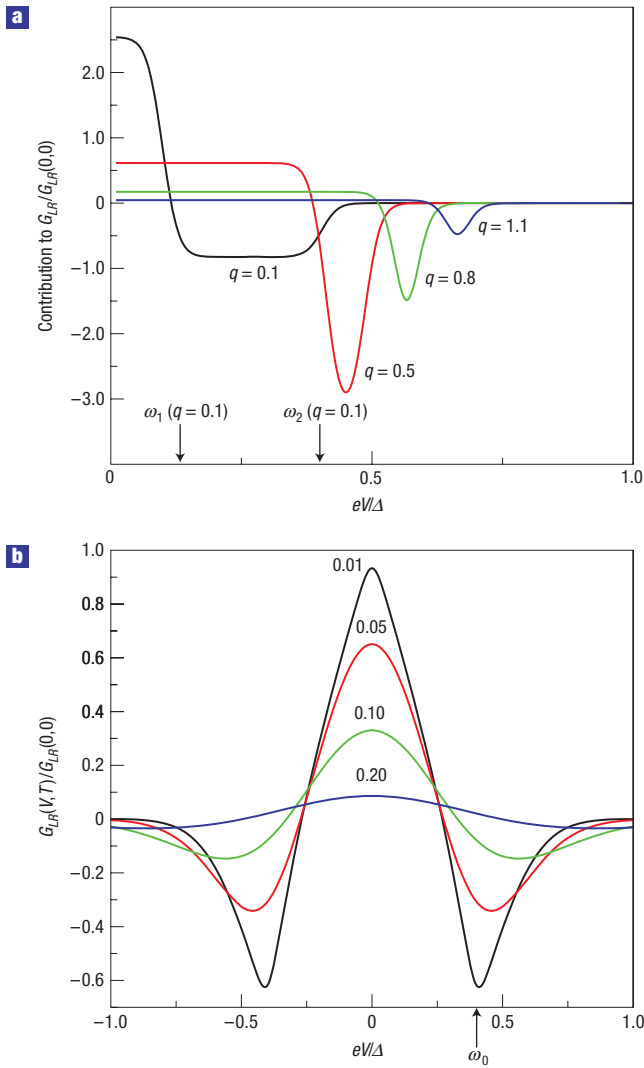 a
2.0
1.0
0
−1.0
−2.0
−3.0
Contribution to G_LR/G_LR(0,0)
q = 1.1
q = 0.1
q = 0.8
q = 0.5
ω₁ (q = 0.1)
ω₂ (q = 0.1)
0
0.5
1.0
eV/Δ
b
1.0
0.8
0.6
0.4
0.2
0
−0.2
−0.4
−0.6
G_LR(V,T)/G_LR(0,0)
0.01
0.05
0.10
0.20
−1.0
−0.5
0
0.5
1.0
eV/Δ
ω₀